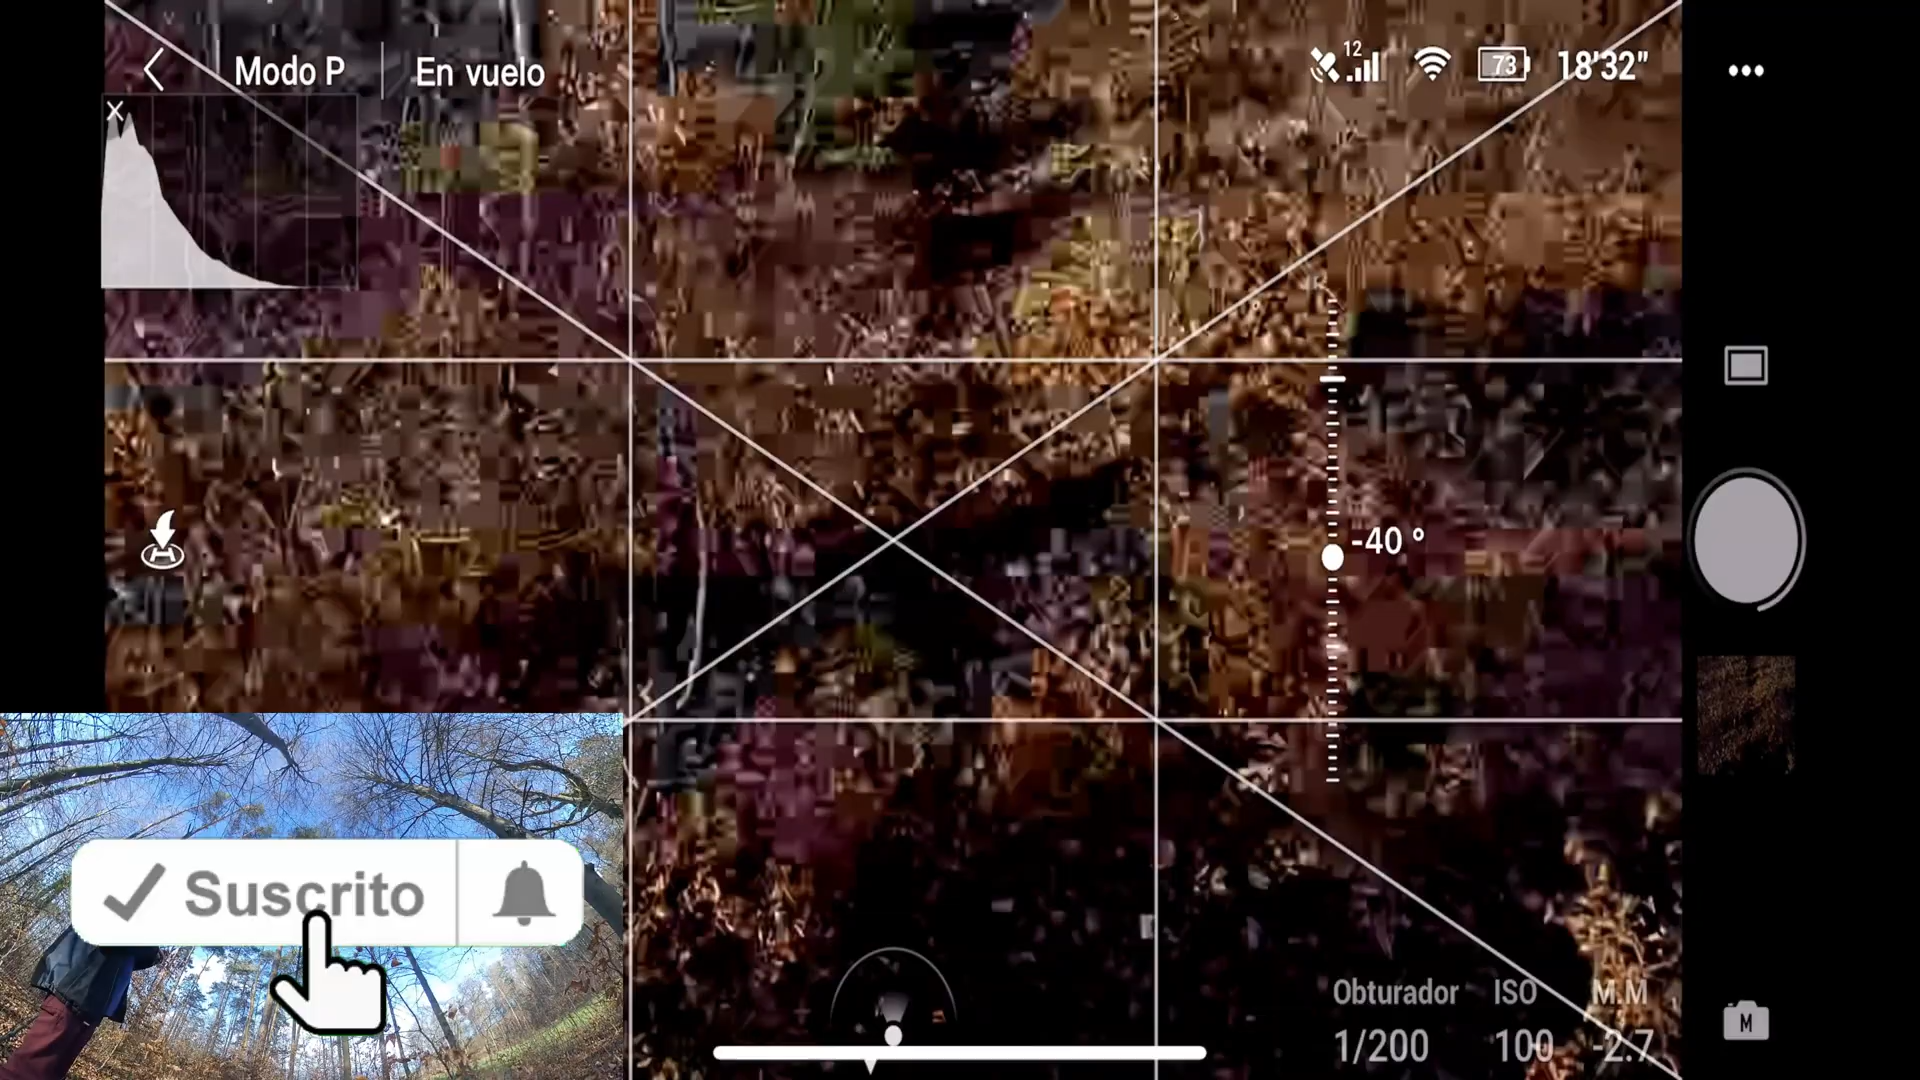 Modo P
En vuelo
12
73
18'32"
-40 °
Suscrito
Obturador ISO M.M
1/200 100 -2.7
M